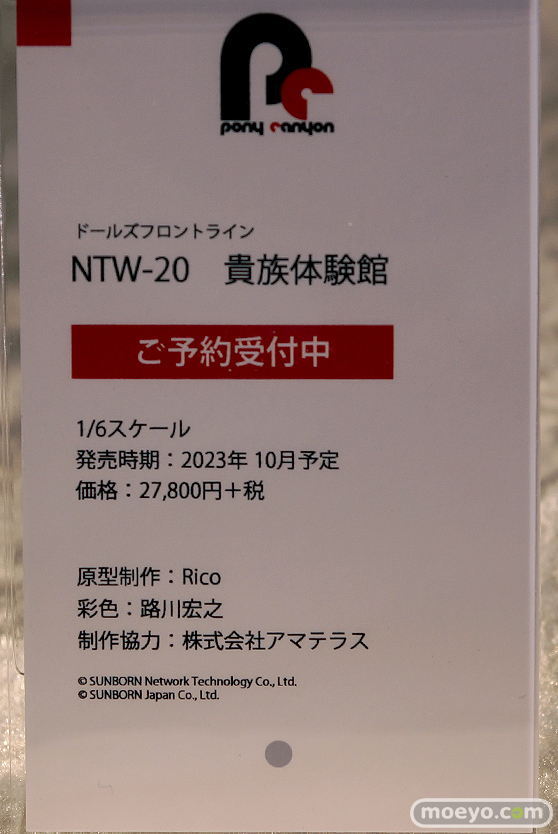 pony canyon
ドールズフロントライン
NTW-20　貴族体験館
ご予約受付中
1/6スケール
発売時期：2023年 10月予定
価格：27,800円＋税
原型制作：Rico
彩色：路川宏之
制作協力：株式会社アマテラス
© SUNBORN Network Technology Co., Ltd.
© SUNBORN Japan Co., Ltd.
moeyo.com